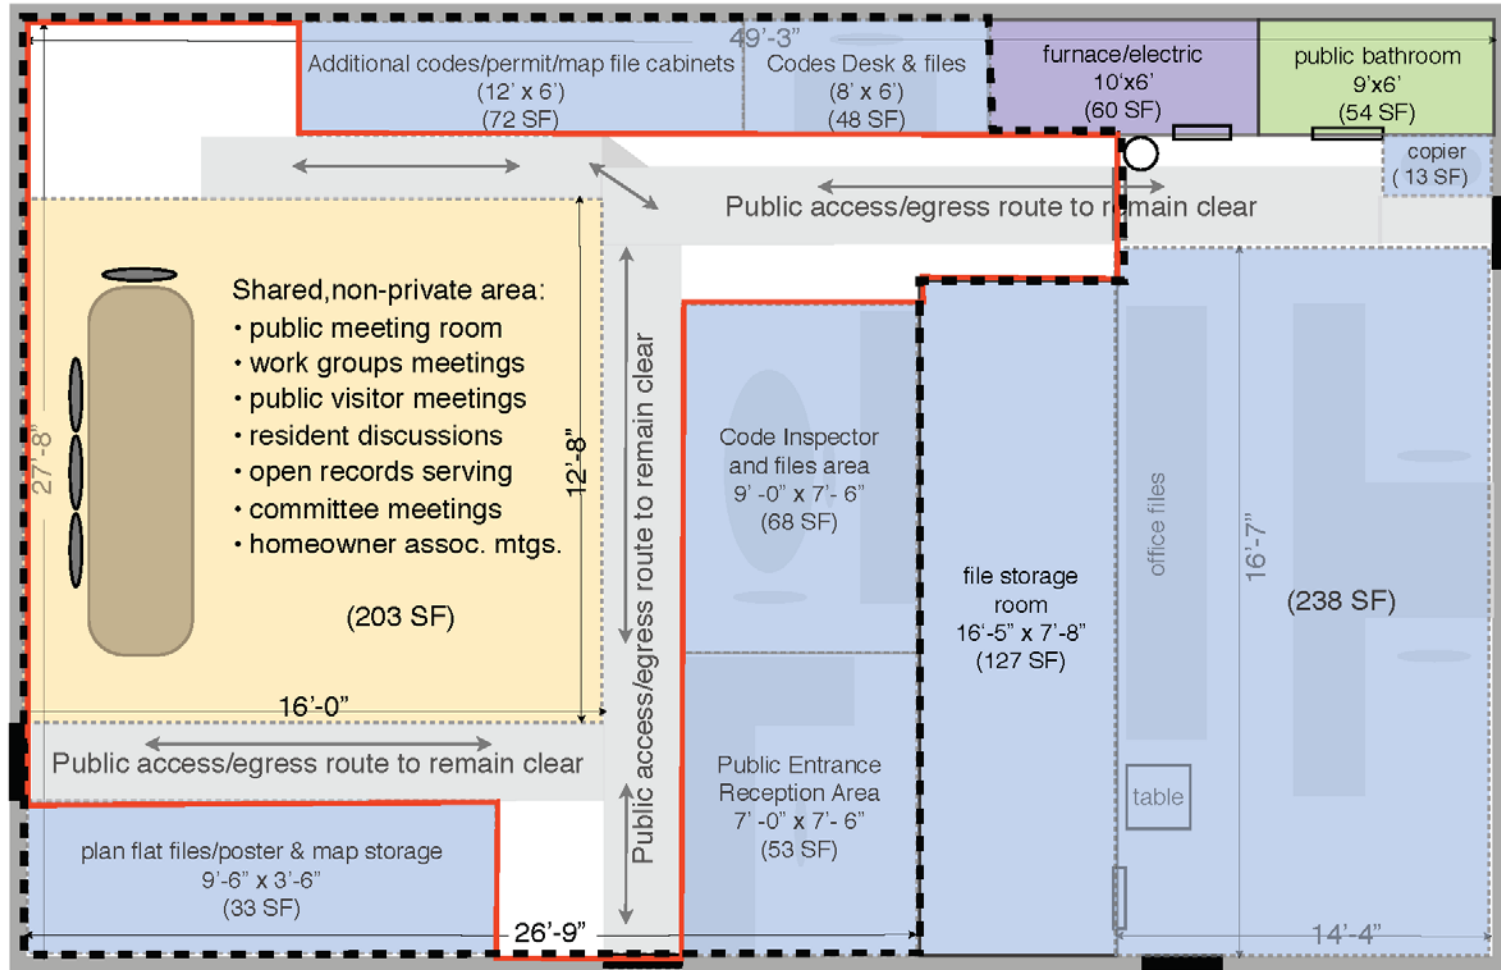 49’-3”
Additional codes/permit/map file cabinets
(12’ x 6’)
(72 SF)
Codes Desk & files
(8’ x 6’)
(48 SF)
furnace/electric
10‘x6’
(60 SF)
public bathroom
9’x6’
(54 SF)
copier
( 13 SF)
Public access/egress route to remain clear
Shared,non-private area:
• public meeting room
• work groups meetings
• public visitor meetings
• resident discussions
• open records serving
• committee meetings
• homeowner assoc. mtgs.
(203 SF)
27’-8”
12’-8”
16’-0”
Public access/egress route to remain clear
Public access/egress route to remain clear
Code Inspector
and files area
9’ -0” x 7’- 6”
(68 SF)
Public Entrance
Reception Area
7’ -0” x 7’- 6”
(53 SF)
file storage
room
16‘-5” x 7’-8”
(127 SF)
office files
16’-7”
(238 SF)
table
plan flat files/poster & map storage
9’-6” x 3’-6”
(33 SF)
26’-9”
14’-4”